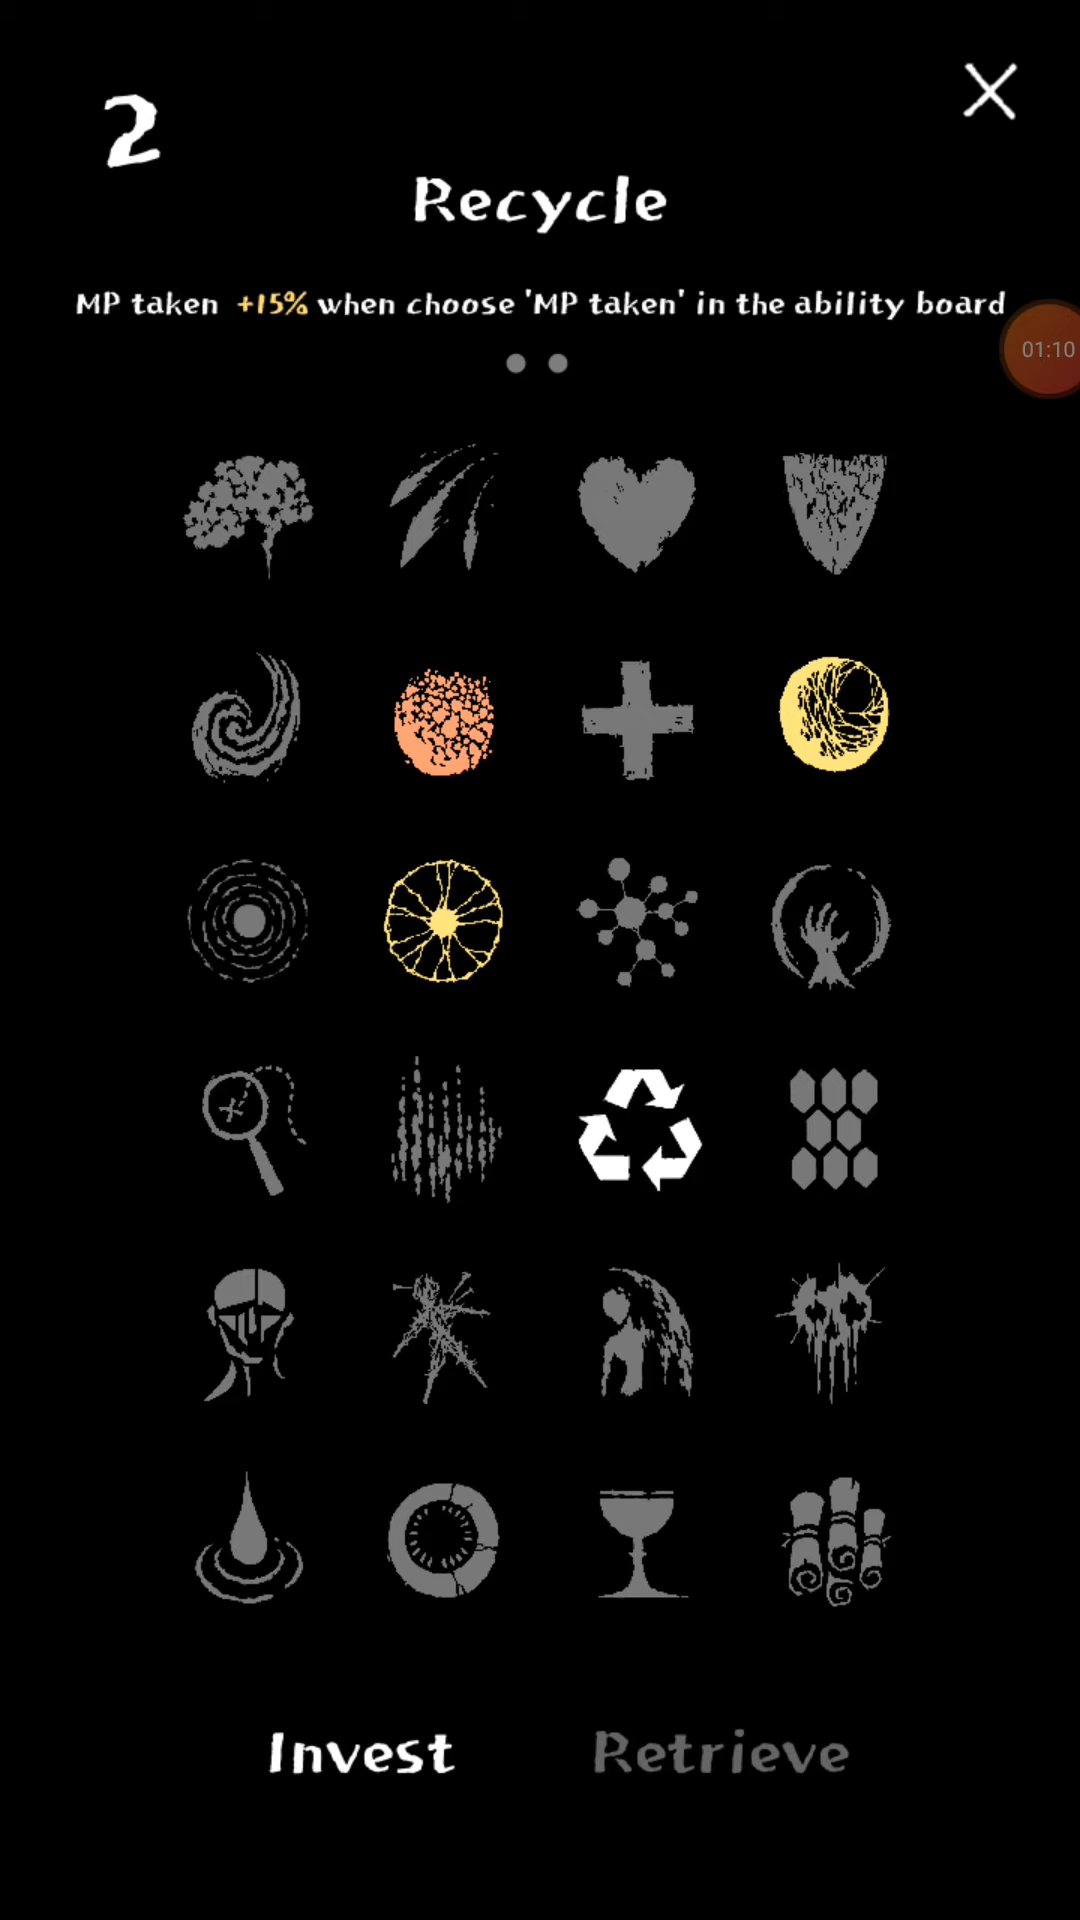 2
Recycle
MP taken +15% when choose 'MP taken' in the ability board
01:10
Invest Retrieve